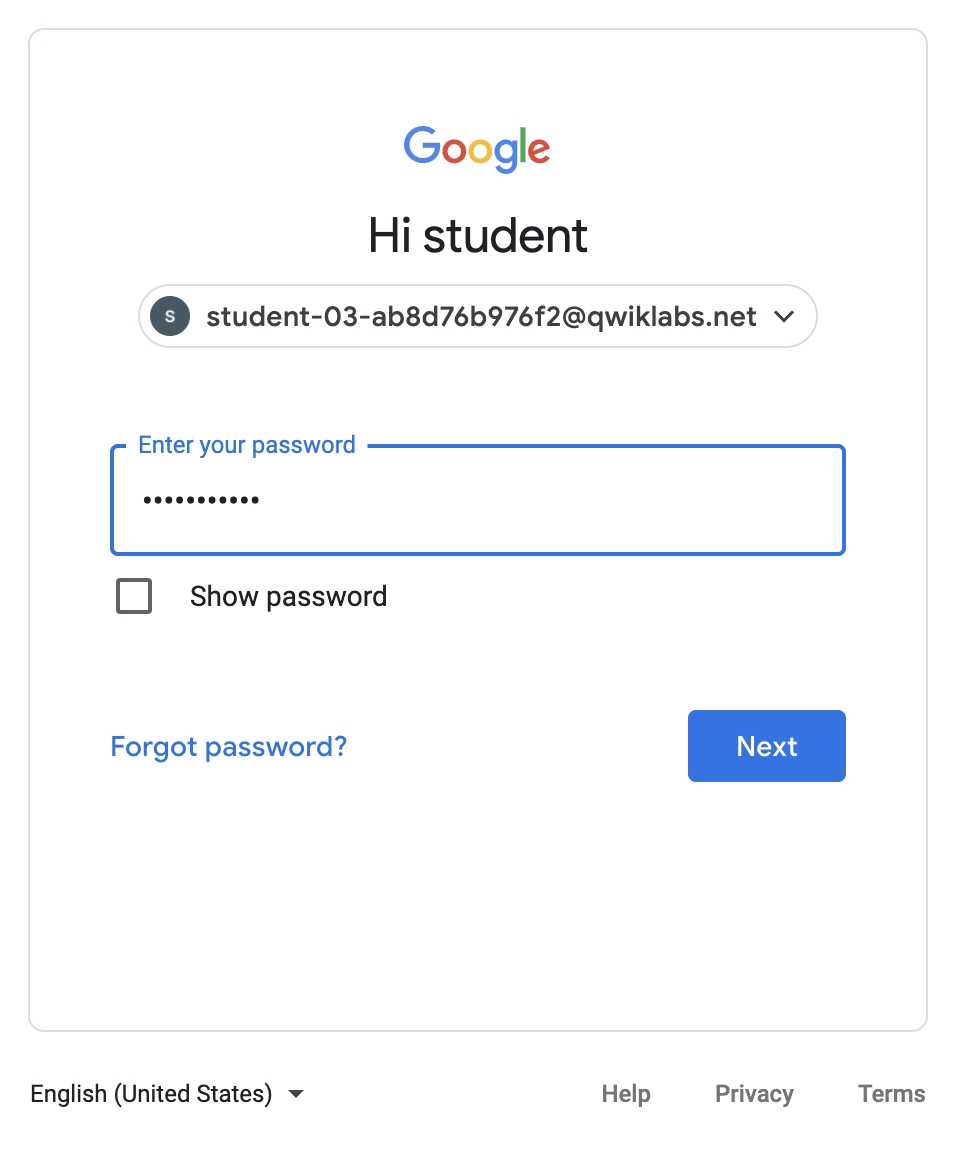 Google
Hi student
S student-03-ab8d76b976f2@qwiklabs.net
Enter your password
•••••••••••
Show password
Forgot password? Next
English (United States) Help Privacy Terms